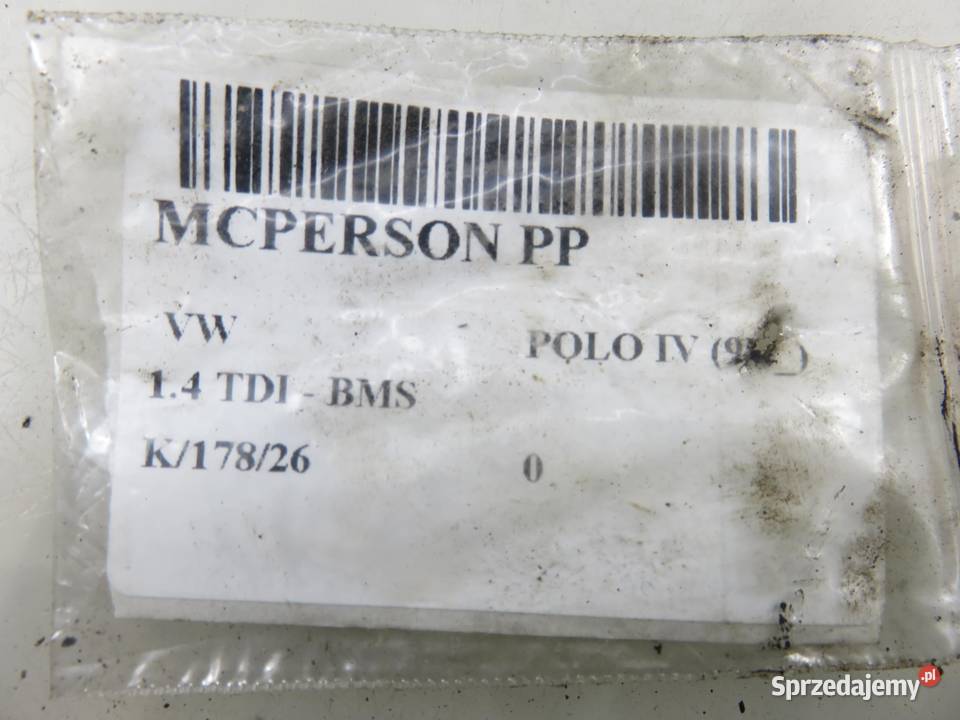 MCPERSON PP
VW
POLO IV
1.4 TDI - BMS
K/178/26
0
Sprzedajemy.pl